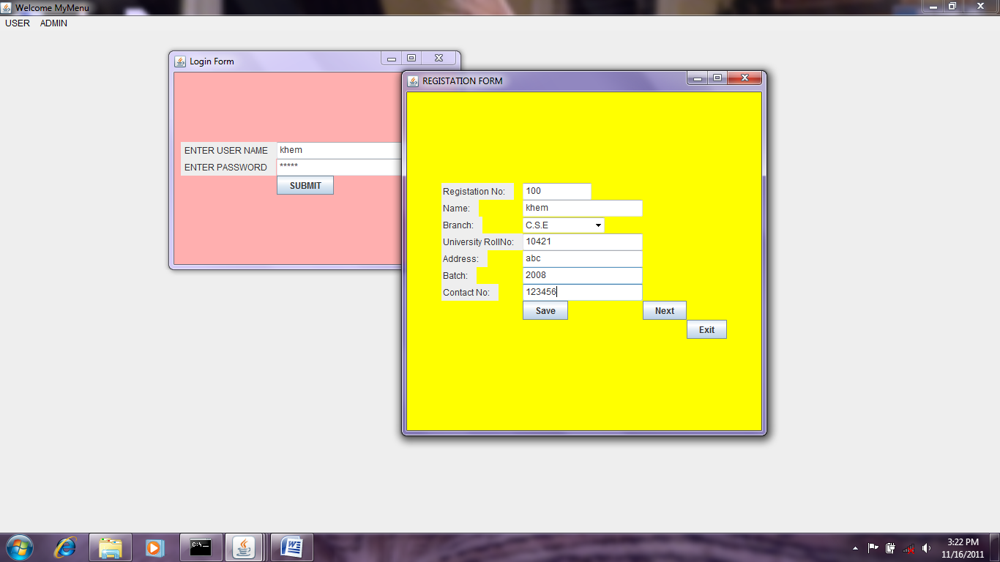 Welcome MyMenu
USER ADMIN
Login Form
ENTER USER NAME khem
ENTER PASSWORD *****
SUBMIT
REGISTATION FORM
Registation No: 100
Name: khem
Branch: C.S.E
University RollNo: 10421
Address: abc
Batch: 2008
Contact No: 123456
Save Next
Exit
C:\.
3:22 PM
11/16/2011